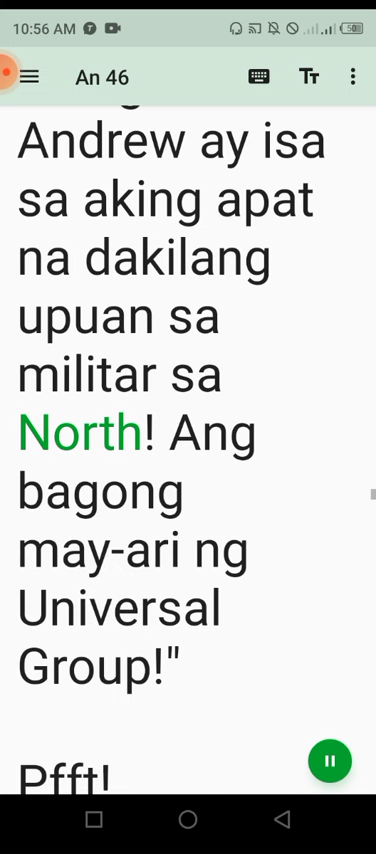 10:56 AM
50
An 46
Andrew ay isa
sa aking apat
na dakilang
upuan sa
militar sa
North! Ang
bagong
may-ari ng
Universal
Group!"
Pfft!